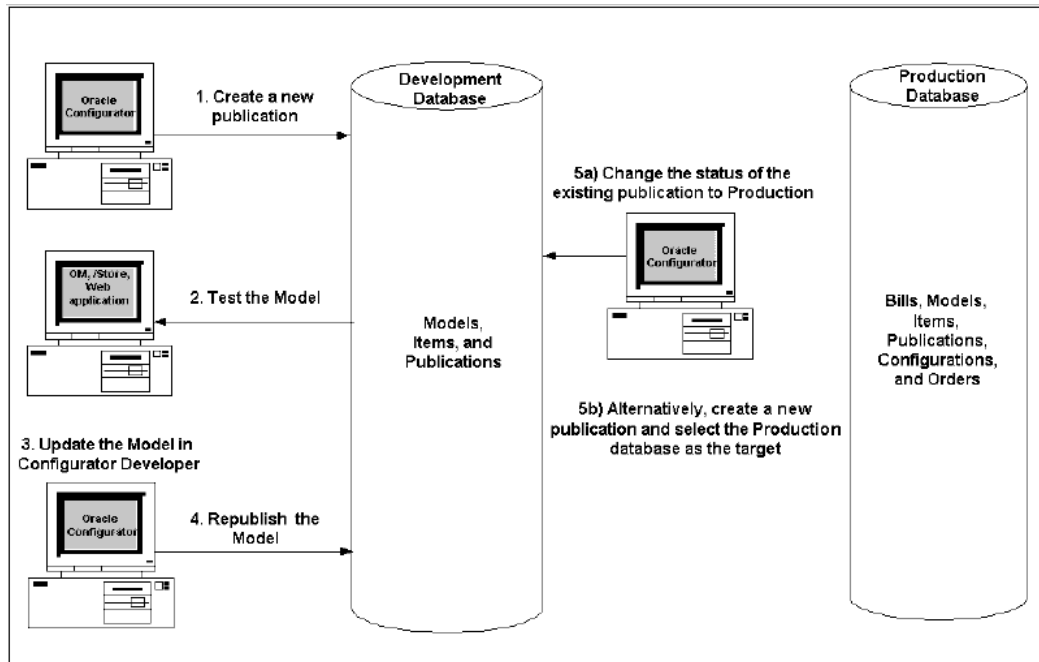 Oracle
Configurator
1. Create a new
publication
Development
Database
Production
Database
5a) Change the status of the
existing publication to Production
Oracle
Configurator
OM, /Store,
Web
application
2. Test the Model
Models,
Items, and
Publications
Bills, Models,
Items,
Publications,
Configurations,
and Orders
5b) Alternatively, create a new
publication and select the Production
database as the target
3. Update the Model in
Configurator Developer
Oracle
Configurator
4. Republish the
Model